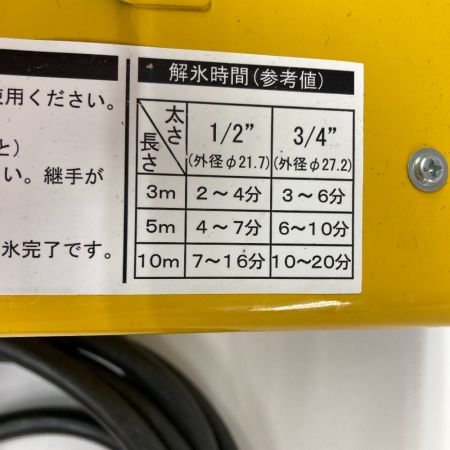 使用ください。
と)
い。継手が
氷完了です。
解氷時間(参考値)
太さ
長さ
1/2” 3/4”
(外径φ21.7) (外径φ27.2)
3m 2～4分 3～6分
5m 4～7分 6～10分
10m 7～16分 10～20分